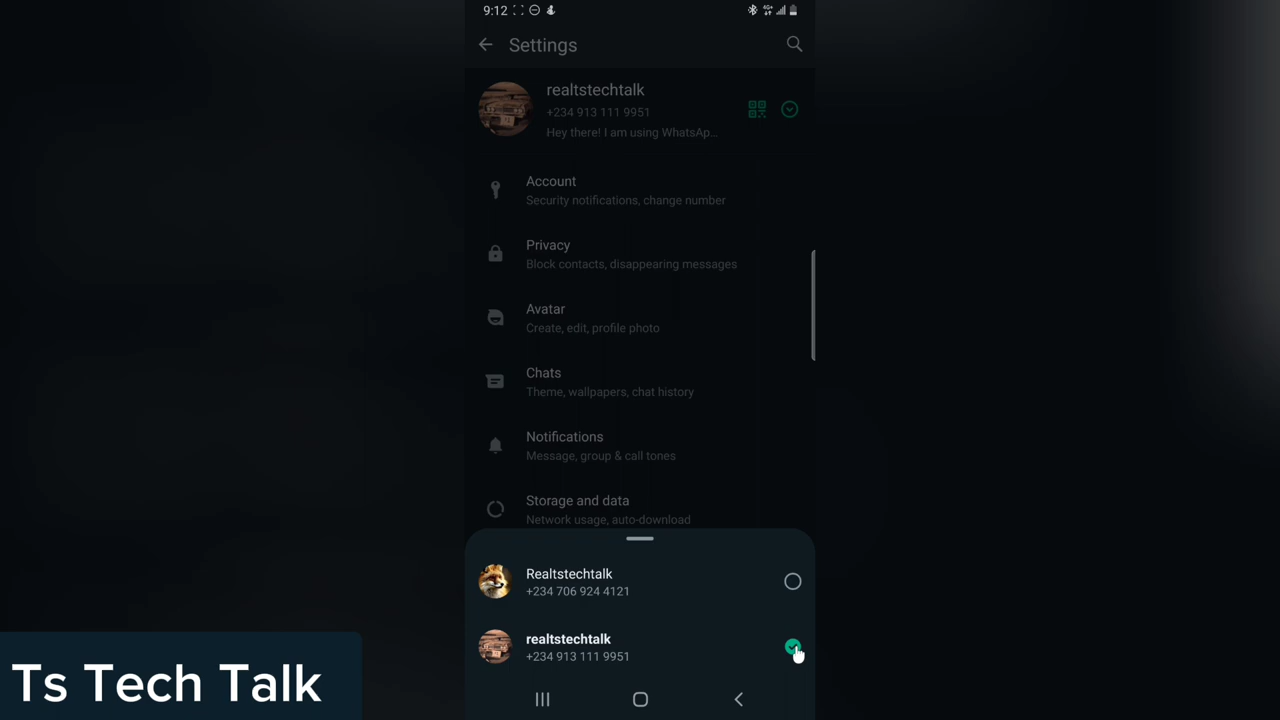 9:12
4G+
Settings
realtstechtalk
+234 913 111 9951
Hey there! I am using WhatsAp...
Account
Security notifications, change number
Privacy
Block contacts, disappearing messages
Avatar
Create, edit, profile photo
Chats
Theme, wallpapers, chat history
Notifications
Message, group & call tones
Storage and data
Network usage, auto-download
Realtstechtalk
+234 706 924 4121
realtstechtalk
+234 913 111 9951
Ts Tech Talk